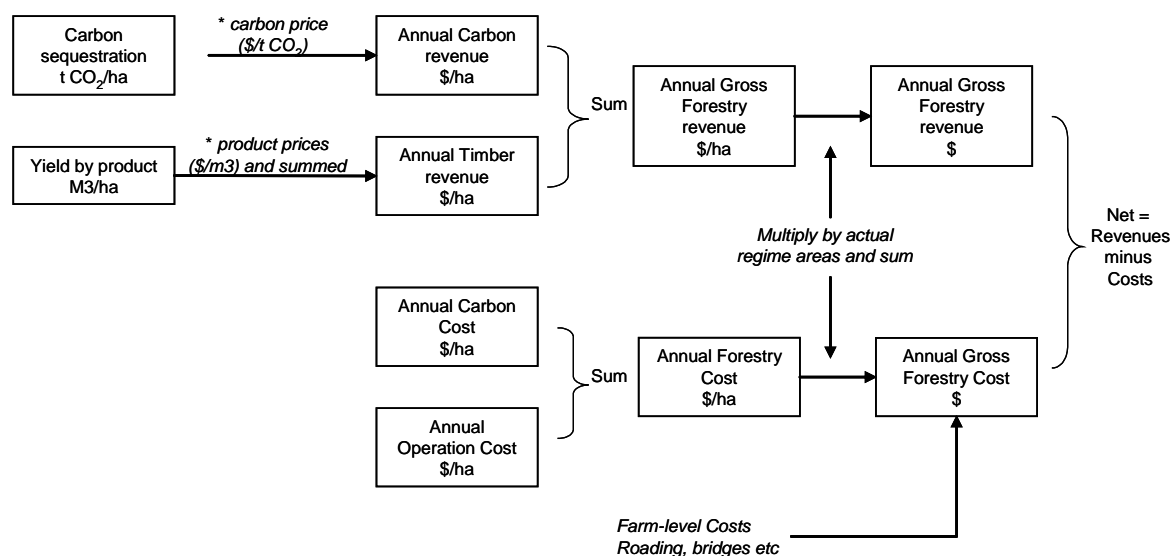 Carbon
sequestration
t CO₂/ha
* carbon price
($/t CO₂)
Annual Carbon
revenue
$/ha
Yield by product
M3/ha
* product prices
($/m3) and summed
Annual Timber
revenue
$/ha
Sum
Annual Gross
Forestry
revenue
$/ha
Annual Gross
Forestry
revenue
$
Multiply by actual
regime areas and sum
Net =
Revenues
minus
Costs
Annual Carbon
Cost
$/ha
Annual
Operation Cost
$/ha
Sum
Annual Forestry
Cost
$/ha
Annual Gross
Forestry Cost
$
Farm-level Costs
Roading, bridges etc